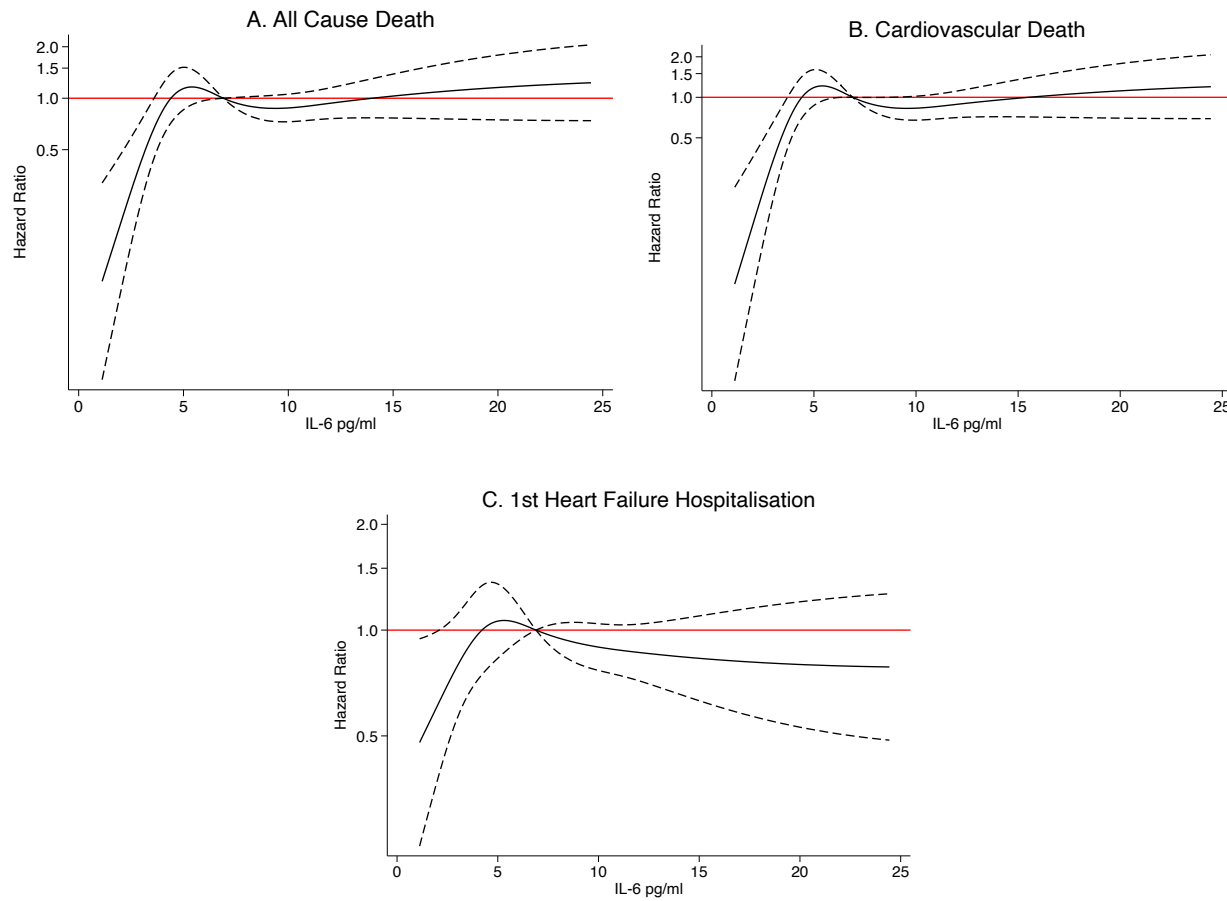 A. All Cause Death
2.0
1.5
1.0
0.5
Hazard Ratio
0 5 10 15 20 25
IL-6 pg/ml
B. Cardiovascular Death
2.0
1.5
1.0
0.5
Hazard Ratio
0 5 10 15 20 25
IL-6 pg/ml
C. 1st Heart Failure Hospitalisation
2.0
1.5
1.0
0.5
Hazard Ratio
0 5 10 15 20 25
IL-6 pg/ml